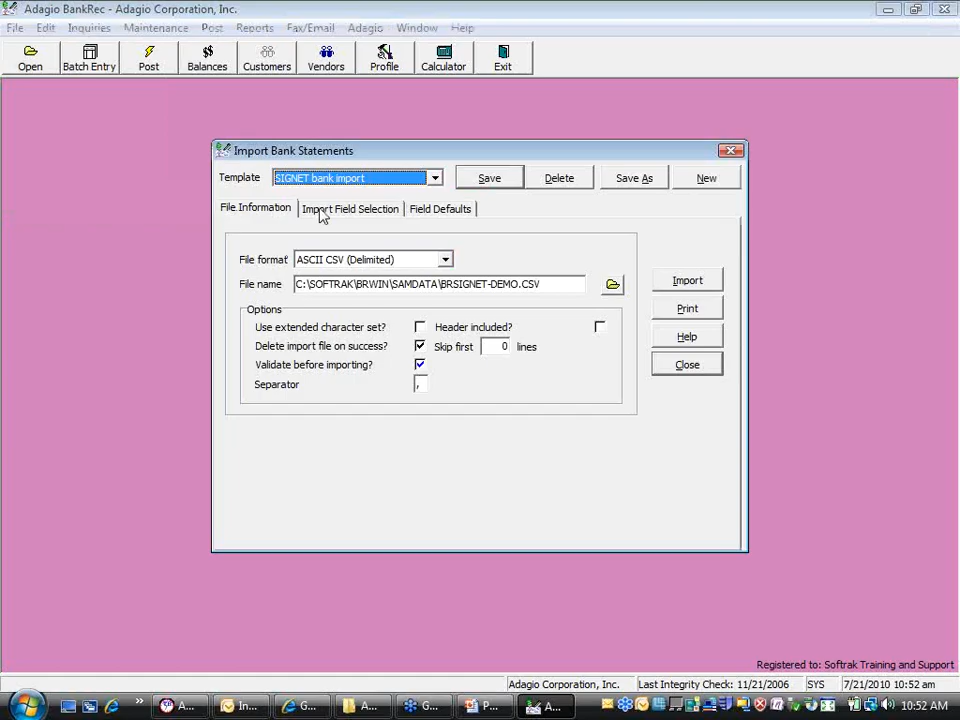 Adagio BankRec - Adagio Corporation, Inc.
File Edit Inquiries Maintenance Post Reports Fax/Email Adagio Window Help
Open Batch Entry Post Balances Customers Vendors Profile Calculator Exit
Import Bank Statements
Template SIGNET bank import Save Delete Save As New
File Information Import Field Selection Field Defaults
File format ASCII CSV (Delimited)
File name C:\SOFTRAK\BRWIN\SAMDATA\BRSIGNET-DEMO.CSV
Import
Print
Options
Use extended character set? Header included?
Help
Delete import file on success? Skip first 0 lines
Validate before importing?
Close
Separator ,
Registered to: Softrak Training and Support
Adagio Corporation, Inc. Last Integrity Check: 11/21/2006 SYS 7/21/2010 10:52 am
» A... In... G... A... G... P... A... 10:52 AM